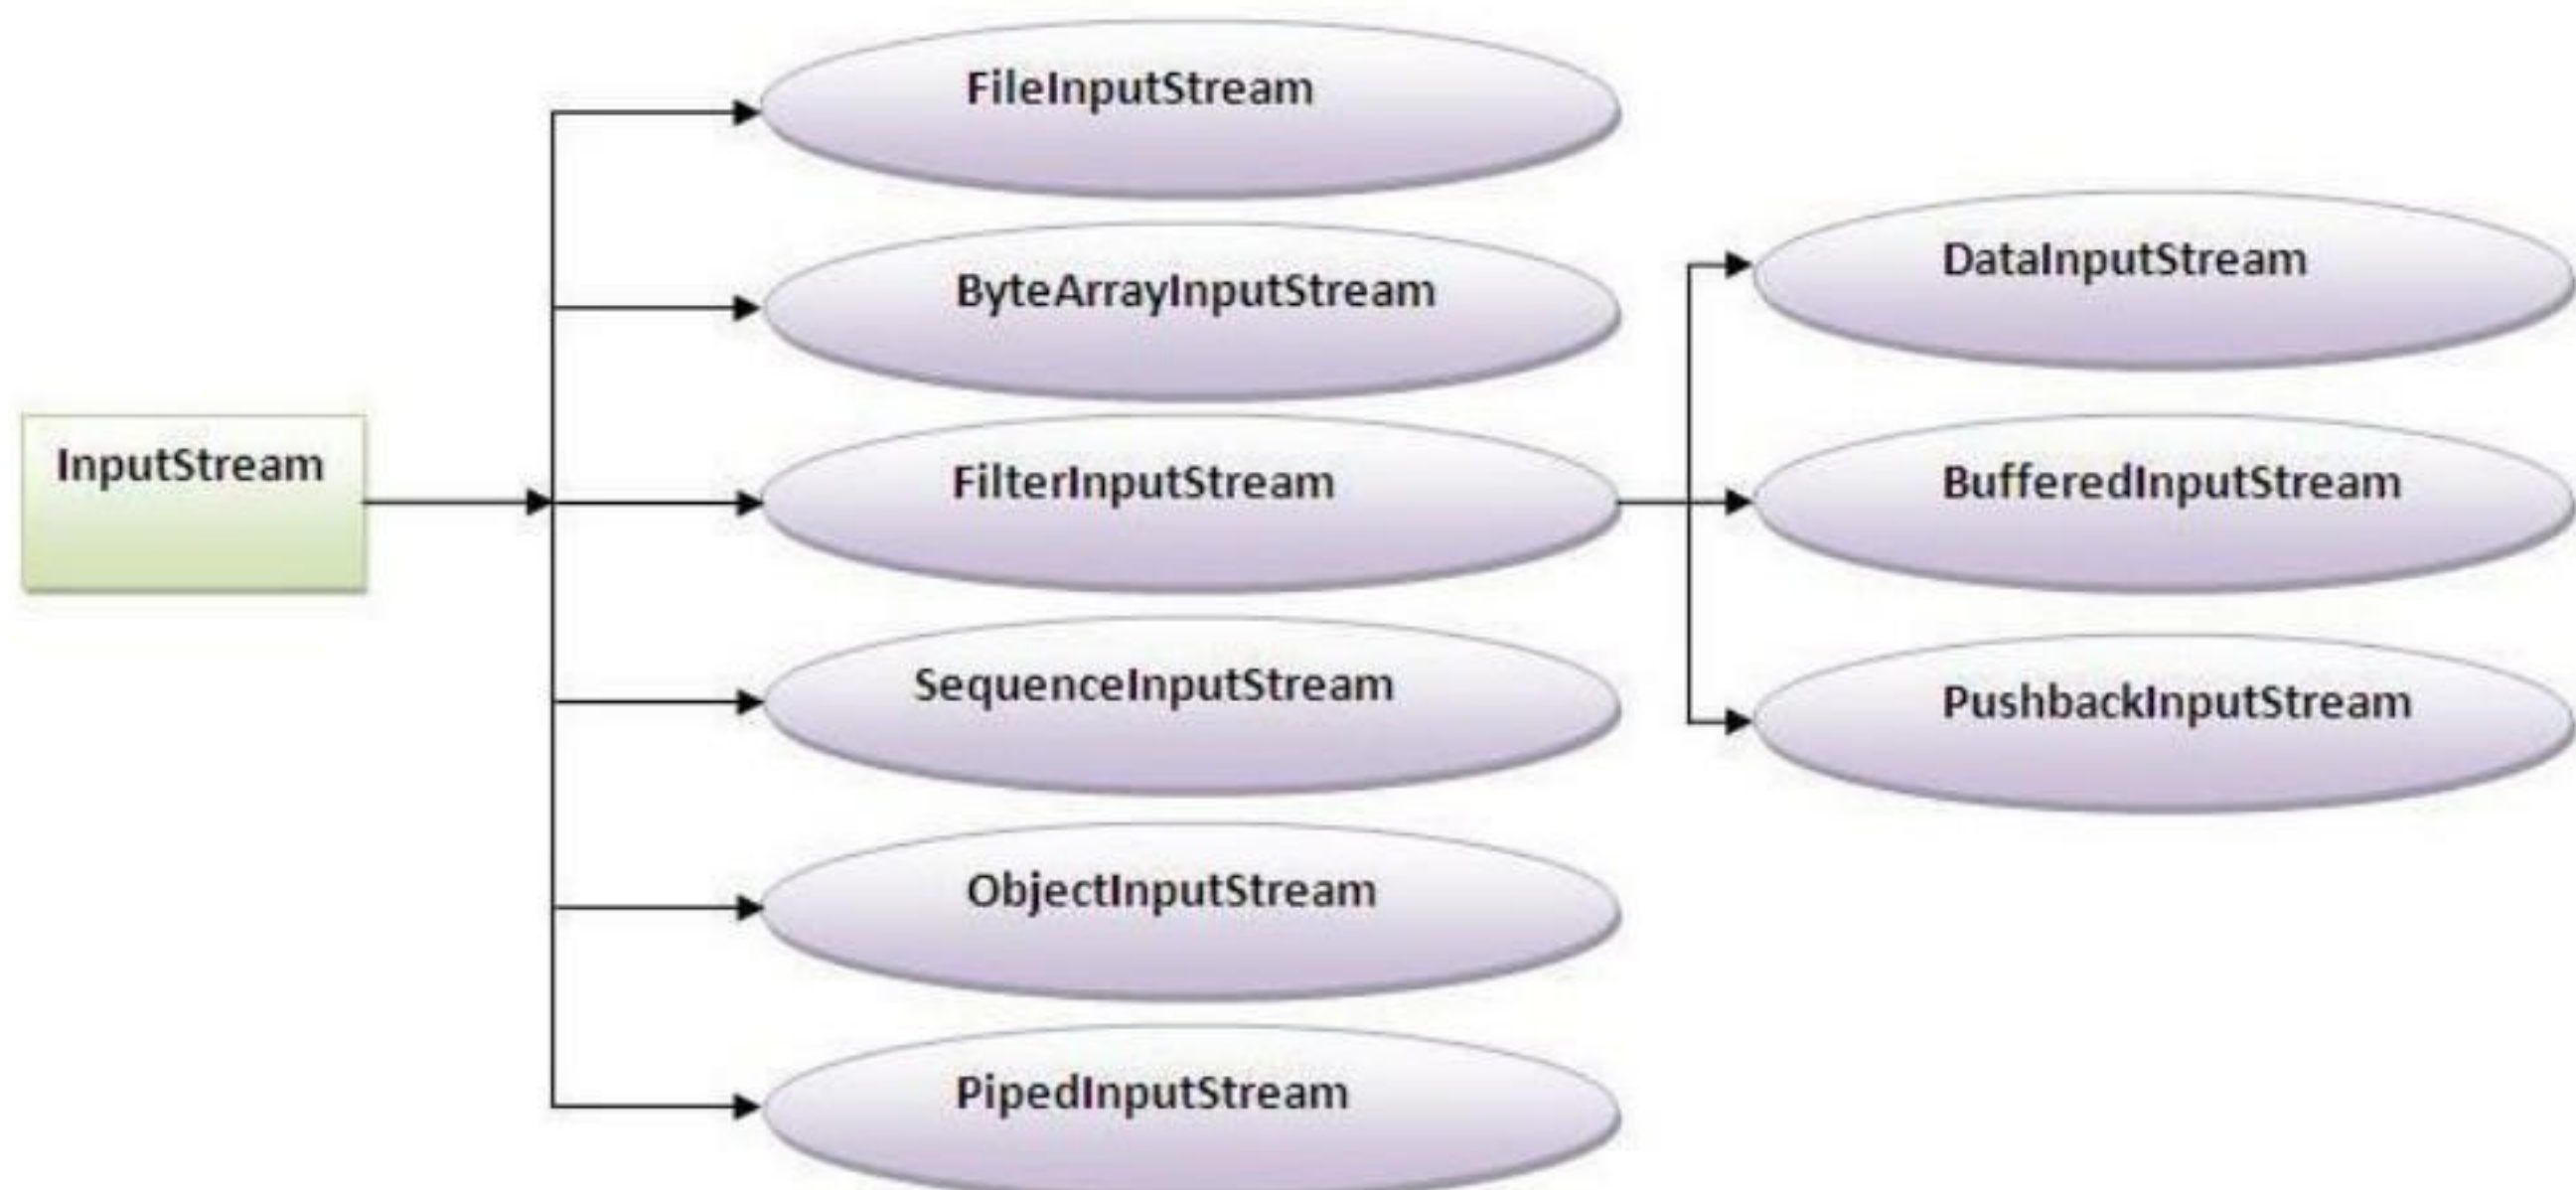 InputStream
FileInputStream
ByteArrayInputStream
FilterInputStream
SequenceInputStream
ObjectInputStream
PipedInputStream
DataInputStream
BufferedInputStream
PushbackInputStream